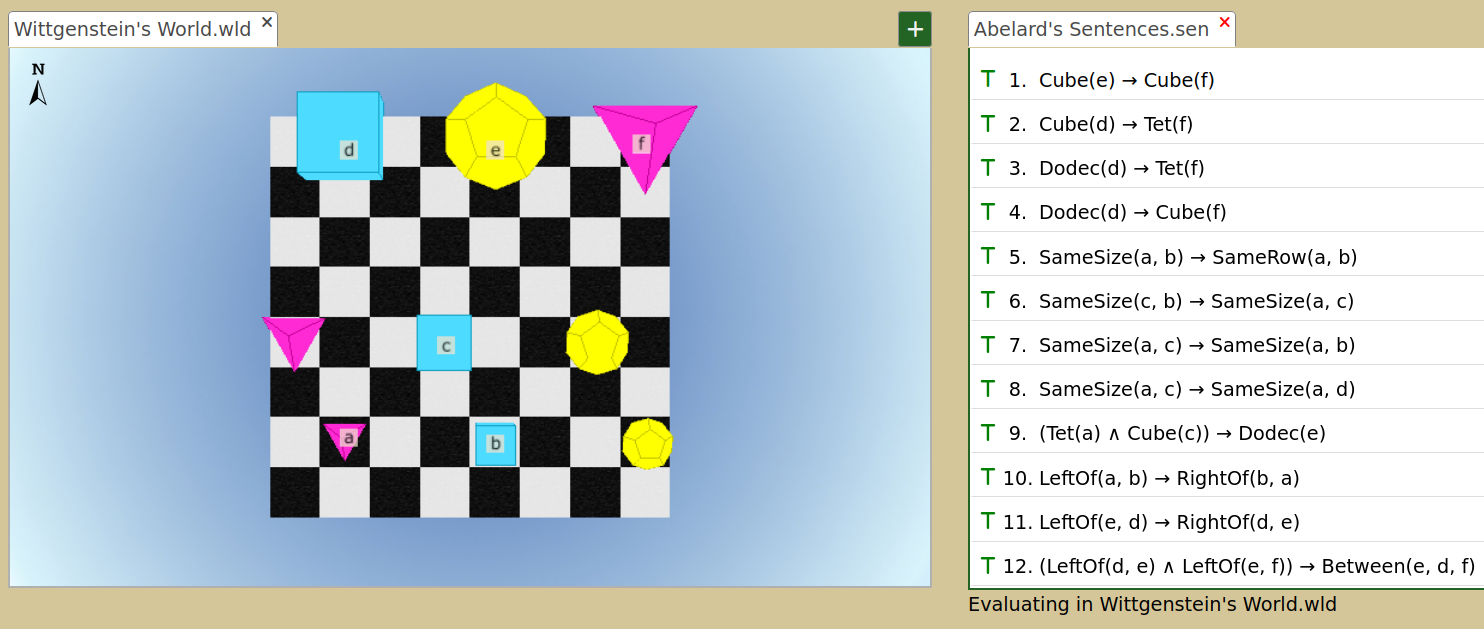 Wittgenstein's World.wld ×
+
Abelard's Sentences.sen ×
N
d
e
f
c
a
b
T 1. Cube(e) → Cube(f)
T 2. Cube(d) → Tet(f)
T 3. Dodec(d) → Tet(f)
T 4. Dodec(d) → Cube(f)
T 5. SameSize(a, b) → SameRow(a, b)
T 6. SameSize(c, b) → SameSize(a, c)
T 7. SameSize(a, c) → SameSize(a, b)
T 8. SameSize(a, c) → SameSize(a, d)
T 9. (Tet(a) ∧ Cube(c)) → Dodec(e)
T 10. LeftOf(a, b) → RightOf(b, a)
T 11. LeftOf(e, d) → RightOf(d, e)
T 12. (LeftOf(d, e) ∧ LeftOf(e, f)) → Between(e, d, f)
Evaluating in Wittgenstein's World.wld